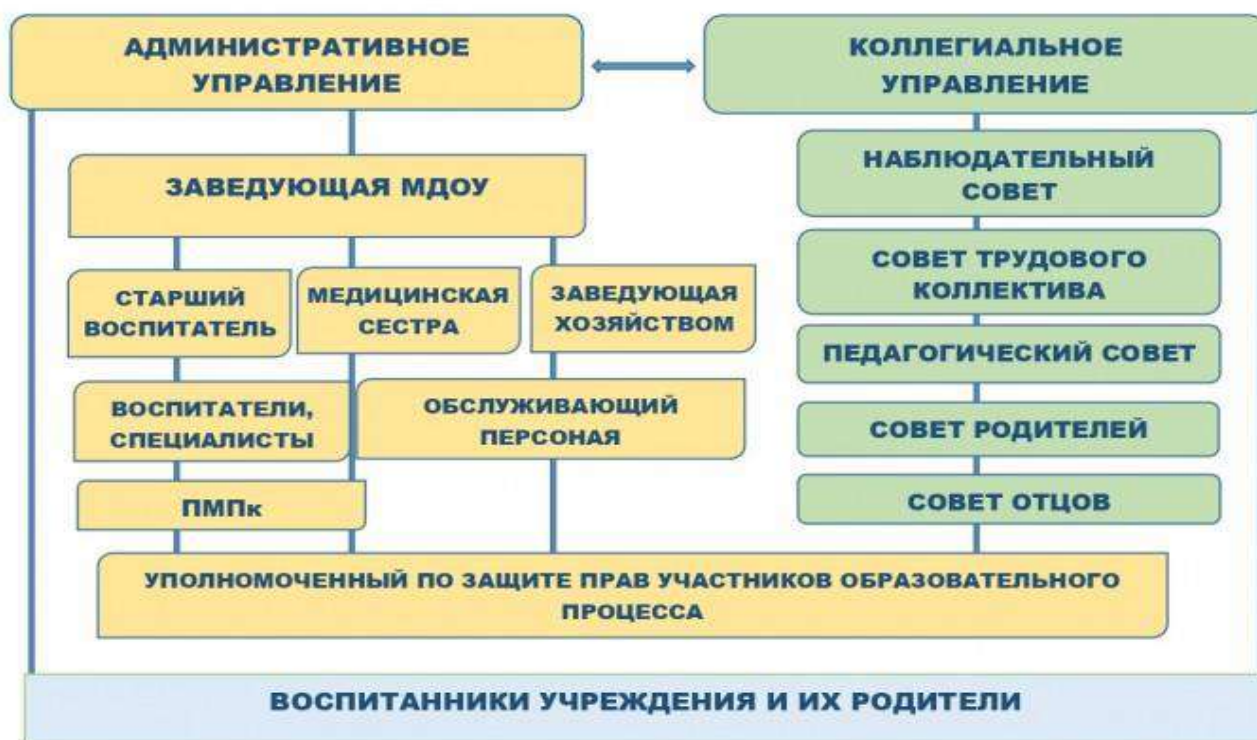 АДМИНИСТРАТИВНОЕ
УПРАВЛЕНИЕ
КОЛЛЕГИАЛЬНОЕ
УПРАВЛЕНИЕ
ЗАВЕДУЮЩАЯ МДОУ
НАБЛЮДАТЕЛЬНЫЙ
СОВЕТ
СТАРШИЙ
ВОСПИТАТЕЛЬ
МЕДИЦИНСКАЯ
СЕСТРА
ЗАВЕДУЮЩАЯ
ХОЗЯЙСТВОМ
СОВЕТ ТРУДОВОГО
КОЛЛЕКТИВА
ПЕДАГОГИЧЕСКИЙ СОВЕТ
ВОСПИТАТЕЛИ,
СПЕЦИАЛИСТЫ
ОБСЛУЖИВАЮЩИЙ
ПЕРСОНАЯ
СОВЕТ РОДИТЕЛЕЙ
ПМПк
СОВЕТ ОТЦОВ
УПОЛНОМОЧЕННЫЙ ПО ЗАЩИТЕ ПРАВ УЧАСТНИКОВ ОБРАЗОВАТЕЛЬНОГО
ПРОЦЕССА
ВОСПИТАННИКИ УЧРЕЖДЕНИЯ И ИХ РОДИТЕЛИ